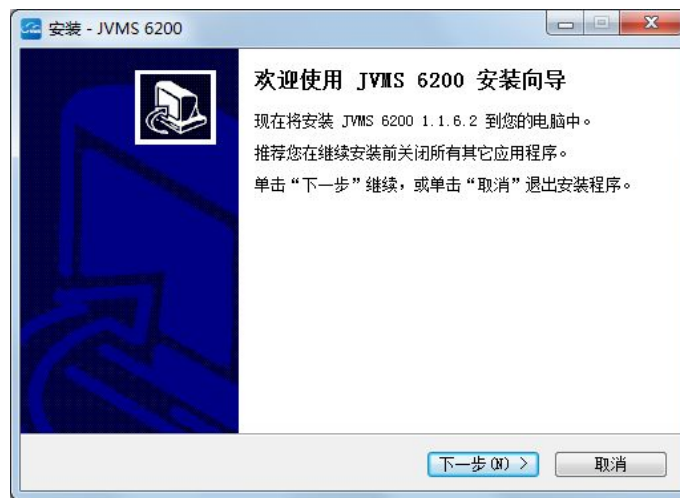 安装 - JVMS 6200
欢迎使用 JVMS 6200 安装向导
现在将安装 JVMS 6200 1.1.6.2 到您的电脑中。
推荐您在继续安装前关闭所有其它应用程序。
单击“下一步”继续，或单击“取消”退出安装程序。
下一步(N) >
取消